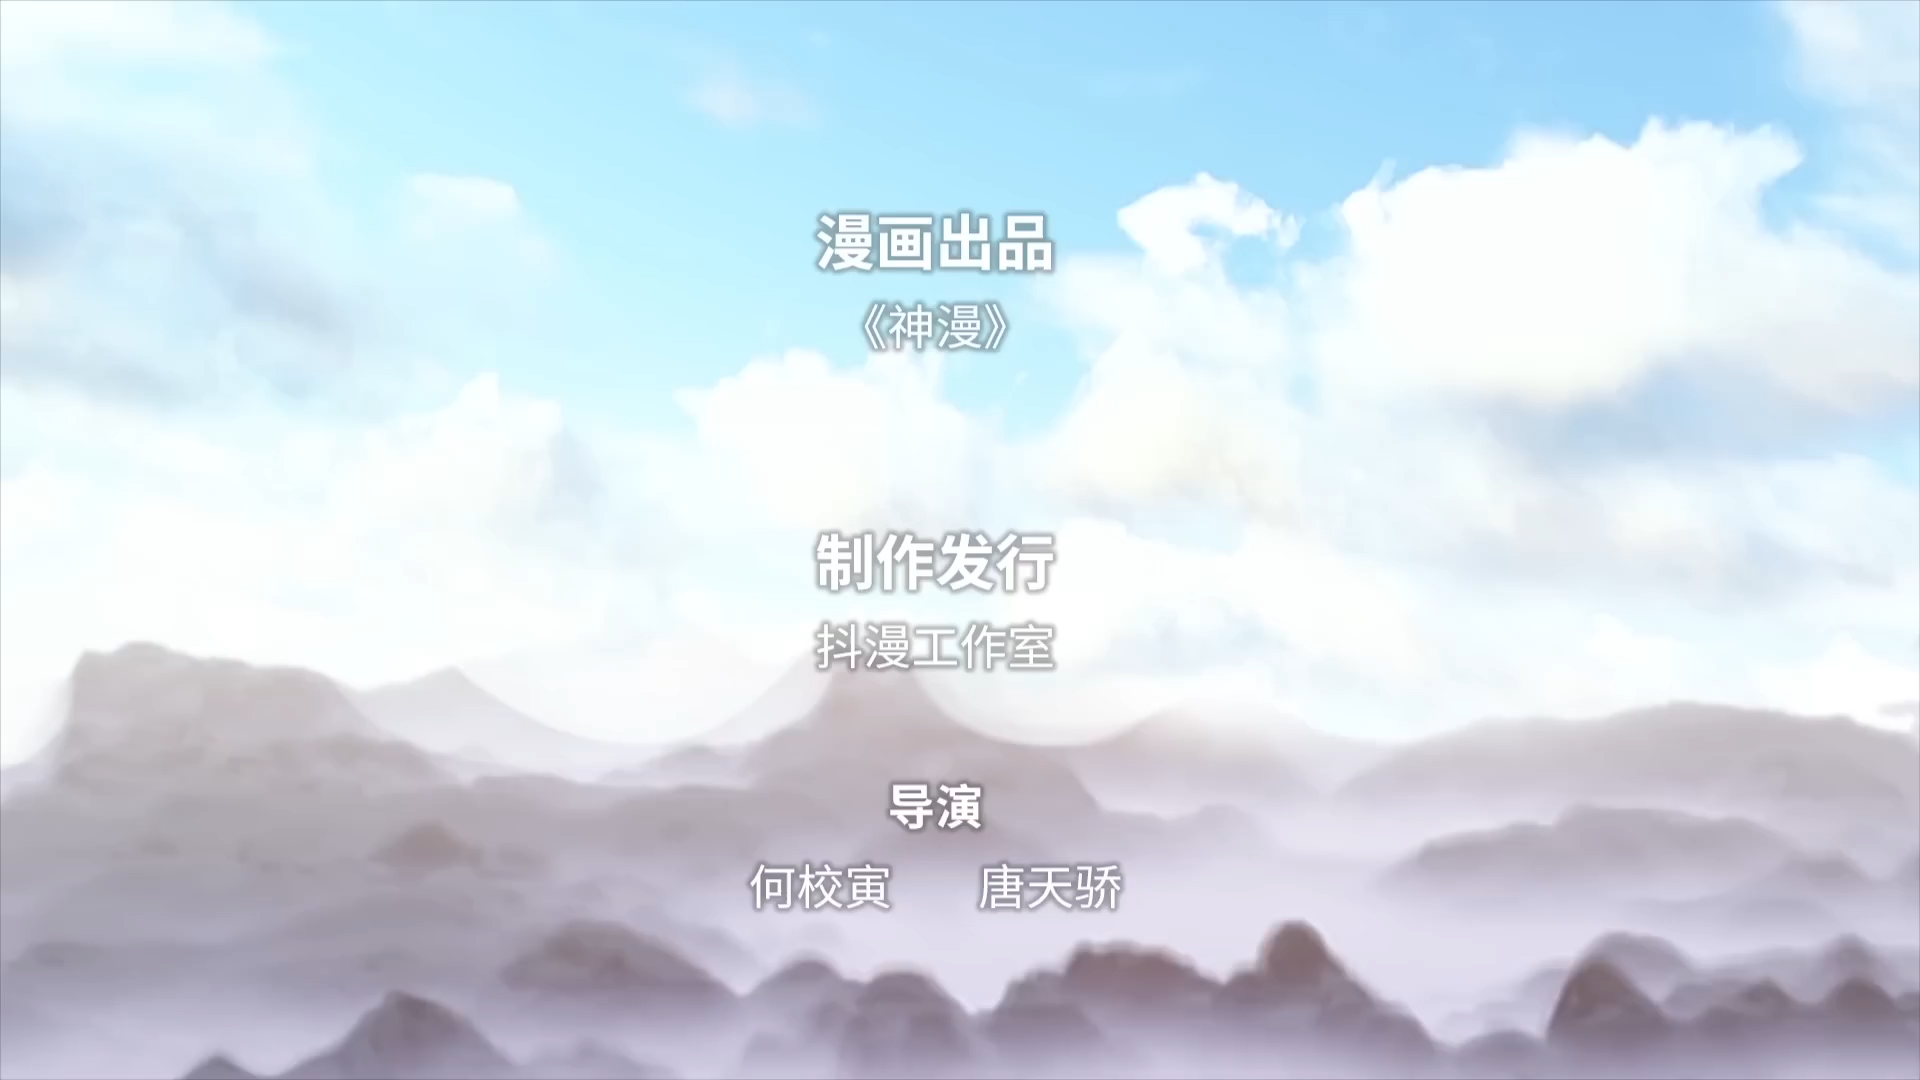 漫画出品
《神漫》
制作发行
抖漫工作室
导演
何校寅 唐天骄